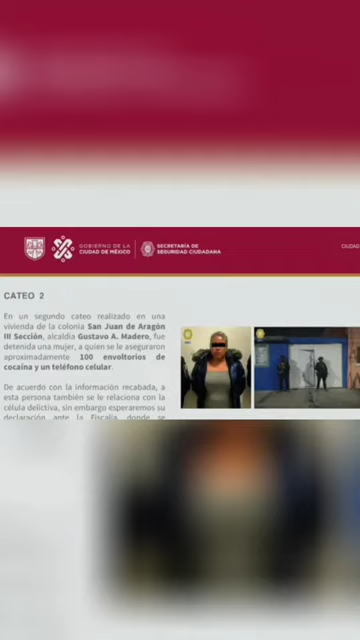 GOBIERNO DE LA
CIUDAD DE MÉXICO
SECRETARÍA DE
SEGURIDAD CIUDADANA
CIUDAD
CATEO 2
En un segundo cateo realizado en una
vivienda de la colonia San Juan de Aragón
III Sección, alcaldía Gustavo A. Madero, fue
detenida una mujer, a quien se le aseguraron
aproximadamente 100 envoltorios de
cocaína y un teléfono celular.
De acuerdo con la información recabada, a
esta persona también se le relaciona con la
célula delictiva, sin embargo esperaremos su
declaración ante la Fiscalía, donde se